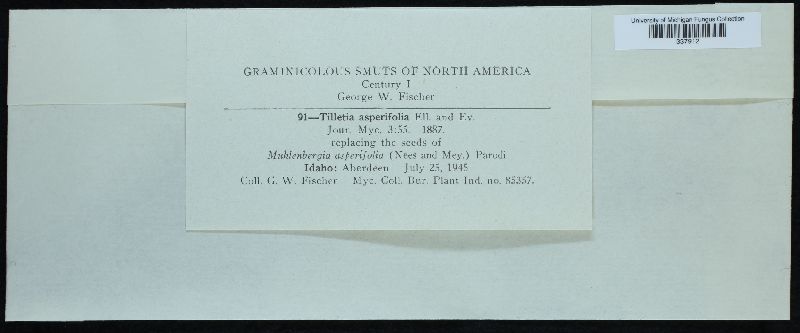 University of Michigan Fungus Collection
337912
GRAMINICOLOUS SMUTS OF NORTH AMERICA
Century I
George W. Fischer
91—Tilletia asperifolia Ell. and Ev.
Jour. Myc. 3:55. 1887.
replacing the seeds of
Muhlenbergia asperifolia (Nees and Mey.) Parodi
Idaho: Aberdeen July 25, 1945
Coll. G. W. Fischer Myc. Coll. Bur. Plant Ind. no. 85357.